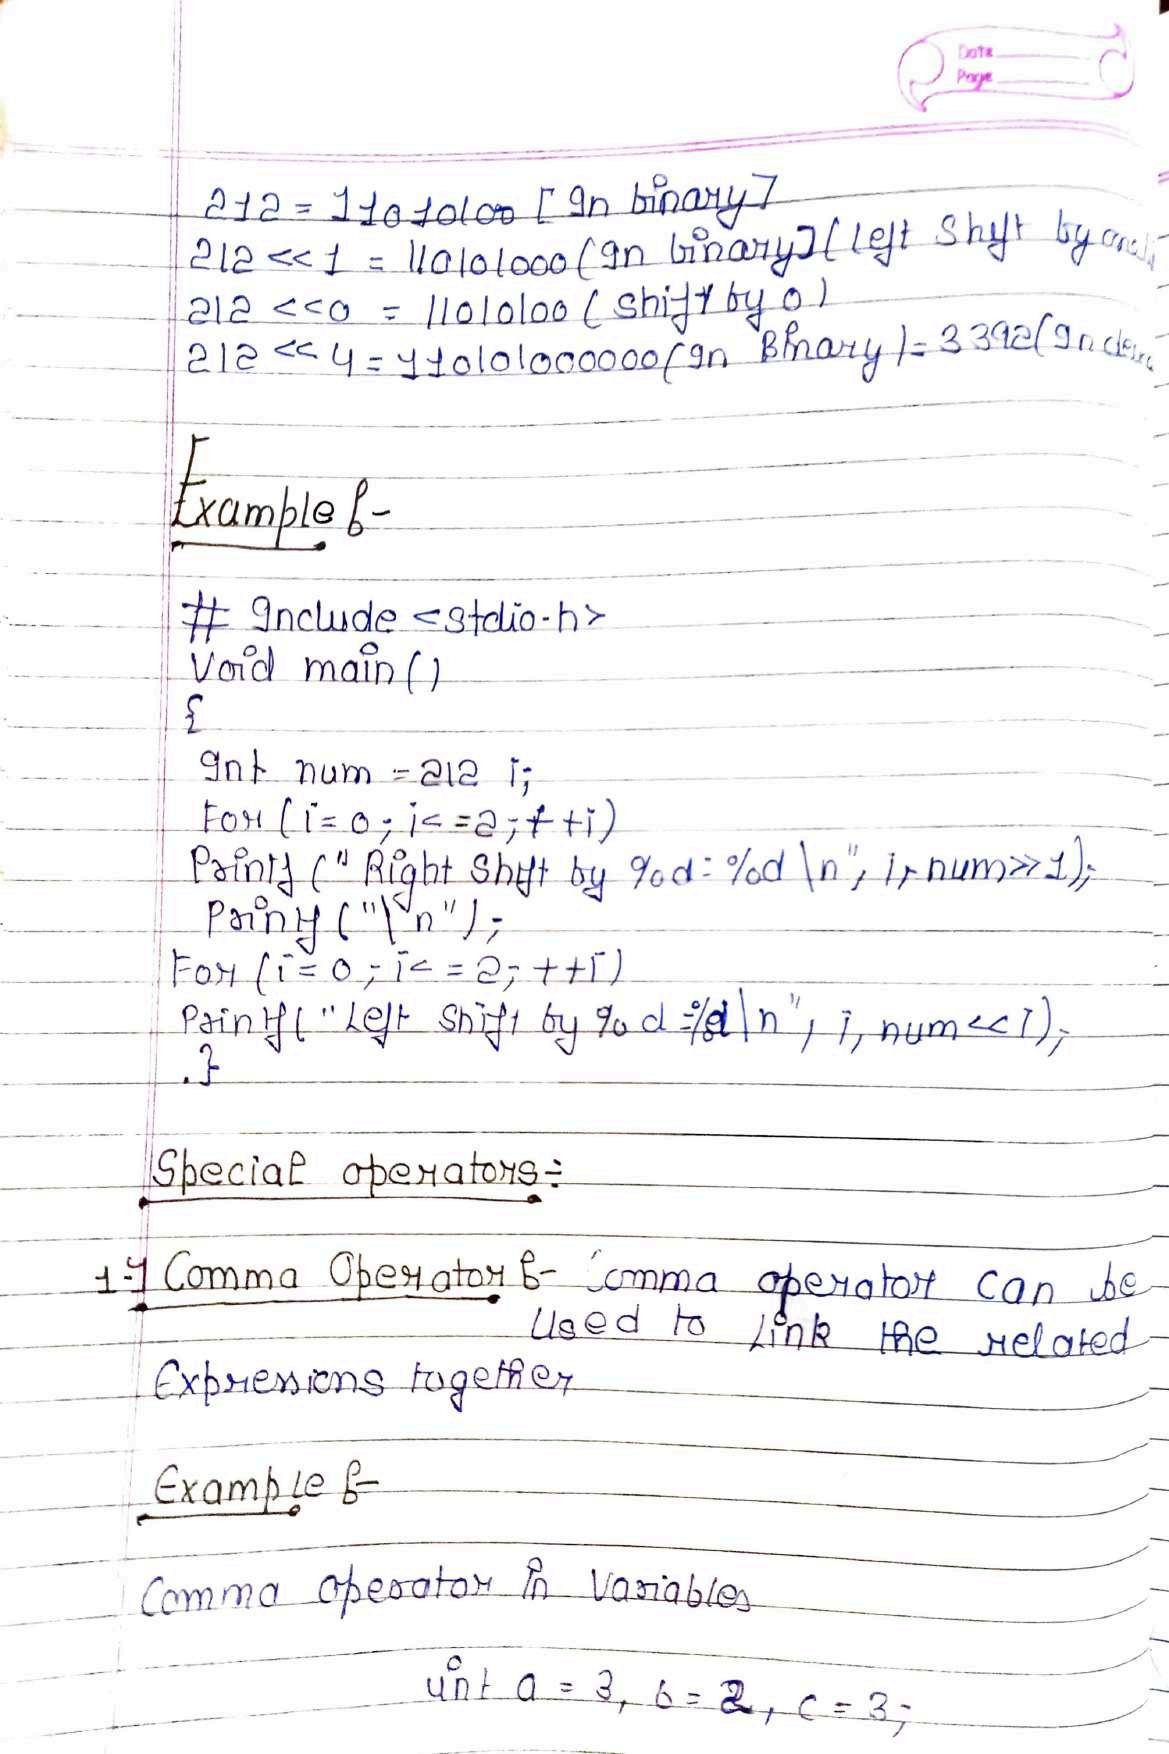 Date
Page
212 = 11010100 [In binary]
212 << 1 = 110101000 (In binary) (Left Shift by
212 <<0 = 11010100 (Shift by 0)
212 << 4 = 110101000000 (In Binary) = 3392 (In
Example :-
# Include <stdio.h>
Void main ()
{
Int num = 212 i;
For (i = 0; i< =2; ++i)
Printf (" Right Shift by %d: %d \n", i, num>>1);
Printf ("\n");
For (i = 0; i< =2; ++i)
Printf (" Left Shift by %d =%d\n", i, num<<i);
.}
Special operators:-
1:-] Comma Operator :- Comma operator can be
Used to Link the related
Expressions together
Example :-
Comma operator in Variables
int a = 3, b = 2, c = 3;